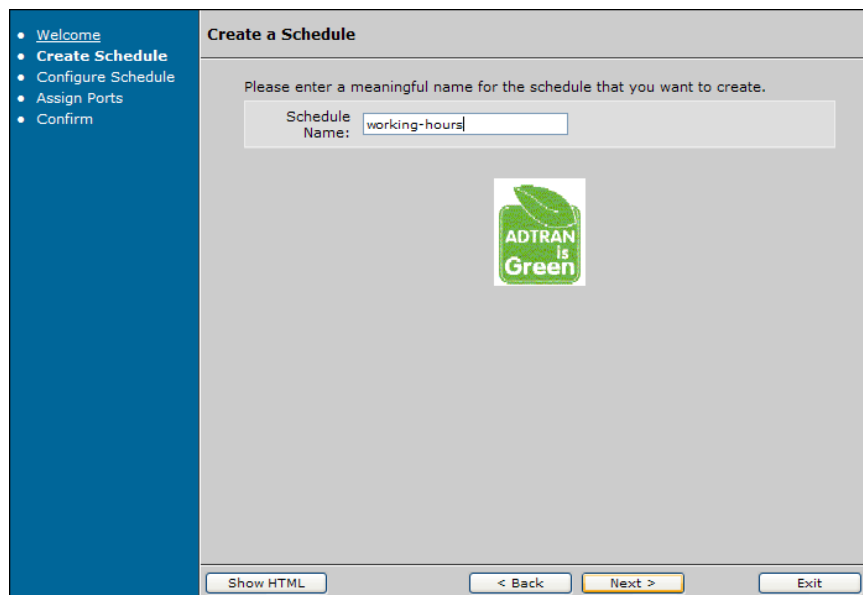 Welcome
Create Schedule
Configure Schedule
Assign Ports
Confirm
Create a Schedule
Please enter a meaningful name for the schedule that you want to create.
Schedule
Name:
working-hours
ADTRAN
is
Green
Show HTML
< Back
Next >
Exit